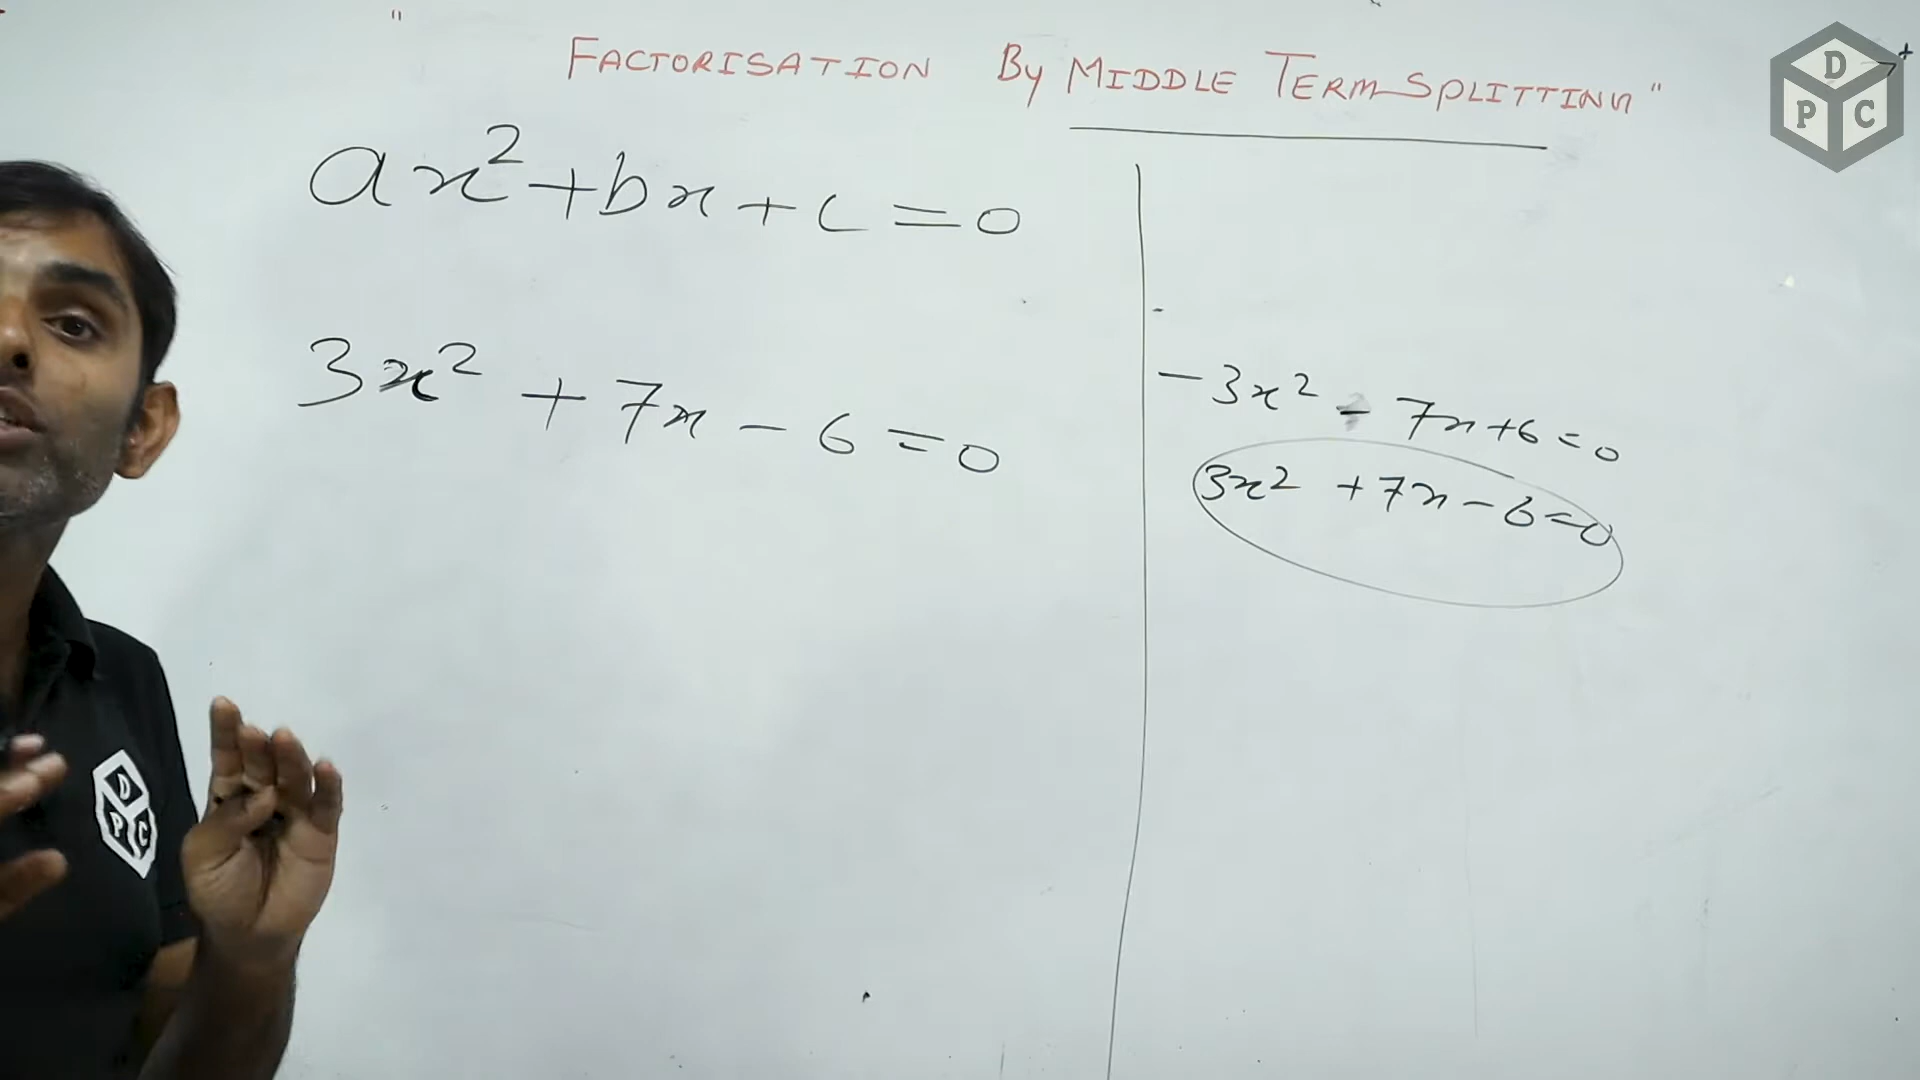 " FACTORISATION By MIDDLE TERM SPLITTING "
ax² + bx + c = 0
3x² + 7x - 6 = 0
- 3x² - 7x + 6 = 0
3x² + 7x - 6 = 0
D
P C
D
P C